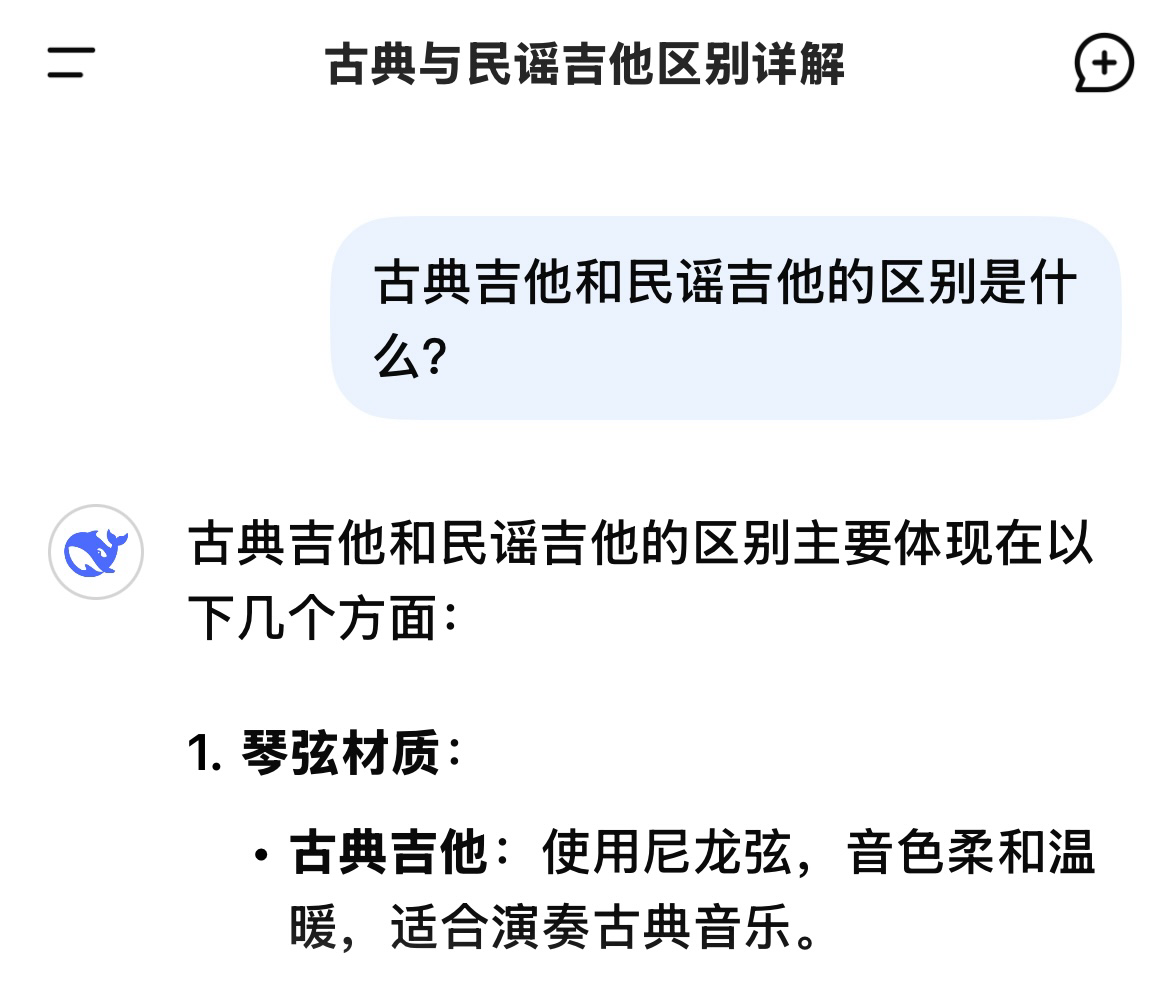 古典与民谣吉他区别详解
古典吉他和民谣吉他的区别是什
么?
古典吉他和民谣吉他的区别主要体现在以
下几个方面：
1. 琴弦材质：
• 古典吉他：使用尼龙弦，音色柔和温
暖，适合演奏古典音乐。